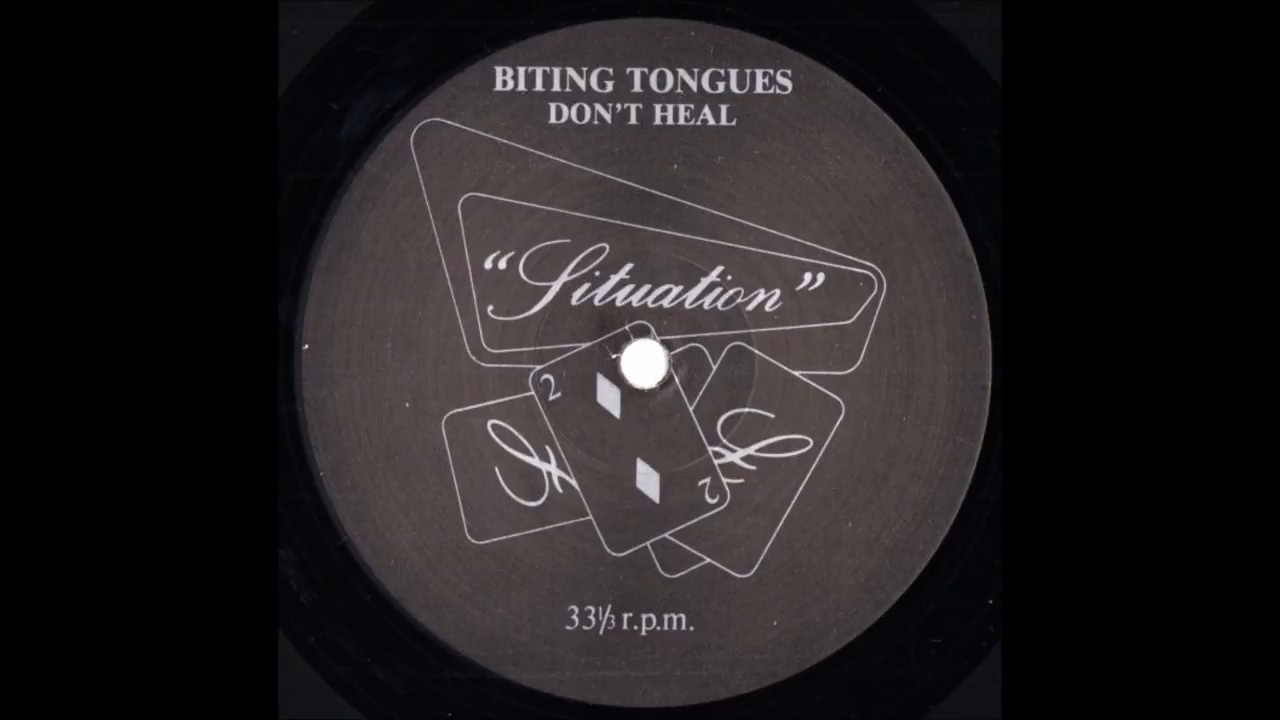 BITING TONGUES
DON'T HEAL
“Situation”
2
2
33⅓ r.p.m.